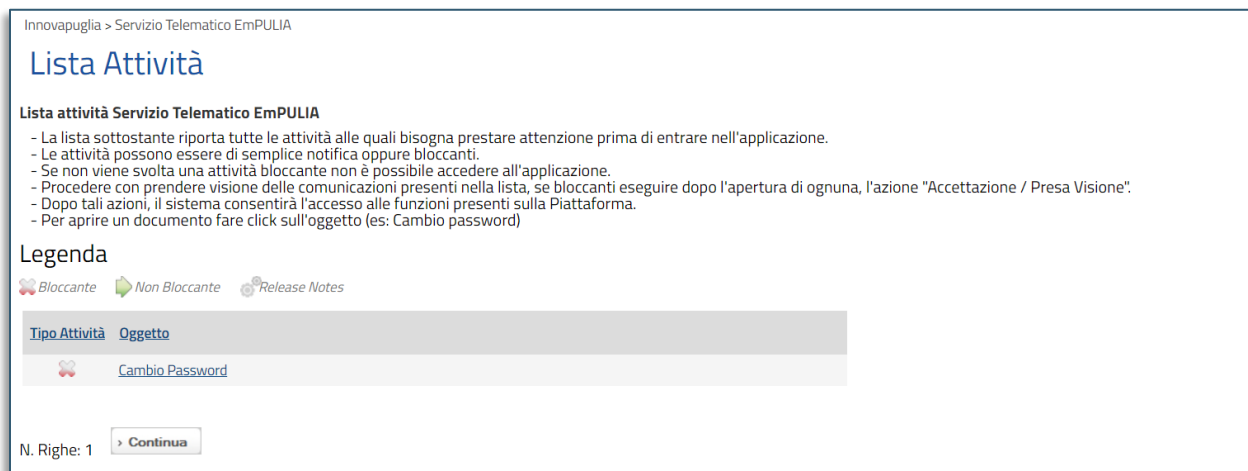 Innovapuglia > Servizio Telematico EmPULIA
Lista Attività
Lista attività Servizio Telematico EmPULIA
- La lista sottostante riporta tutte le attività alle quali bisogna prestare attenzione prima di entrare nell'applicazione.
- Le attività possono essere di semplice notifica oppure bloccanti.
- Se non viene svolta una attività bloccante non è possibile accedere all'applicazione.
- Procedere con prendere visione delle comunicazioni presenti nella lista, se bloccanti eseguire dopo l'apertura di ognuna, l'azione "Accettazione / Presa Visione".
- Dopo tali azioni, il sistema consentirà l'accesso alle funzioni presenti sulla Piattaforma.
- Per aprire un documento fare click sull'oggetto (es: Cambio password)
Legenda
Bloccante Non Bloccante Release Notes
Tipo Attività Oggetto
Cambio Password
N. Righe: 1 › Continua